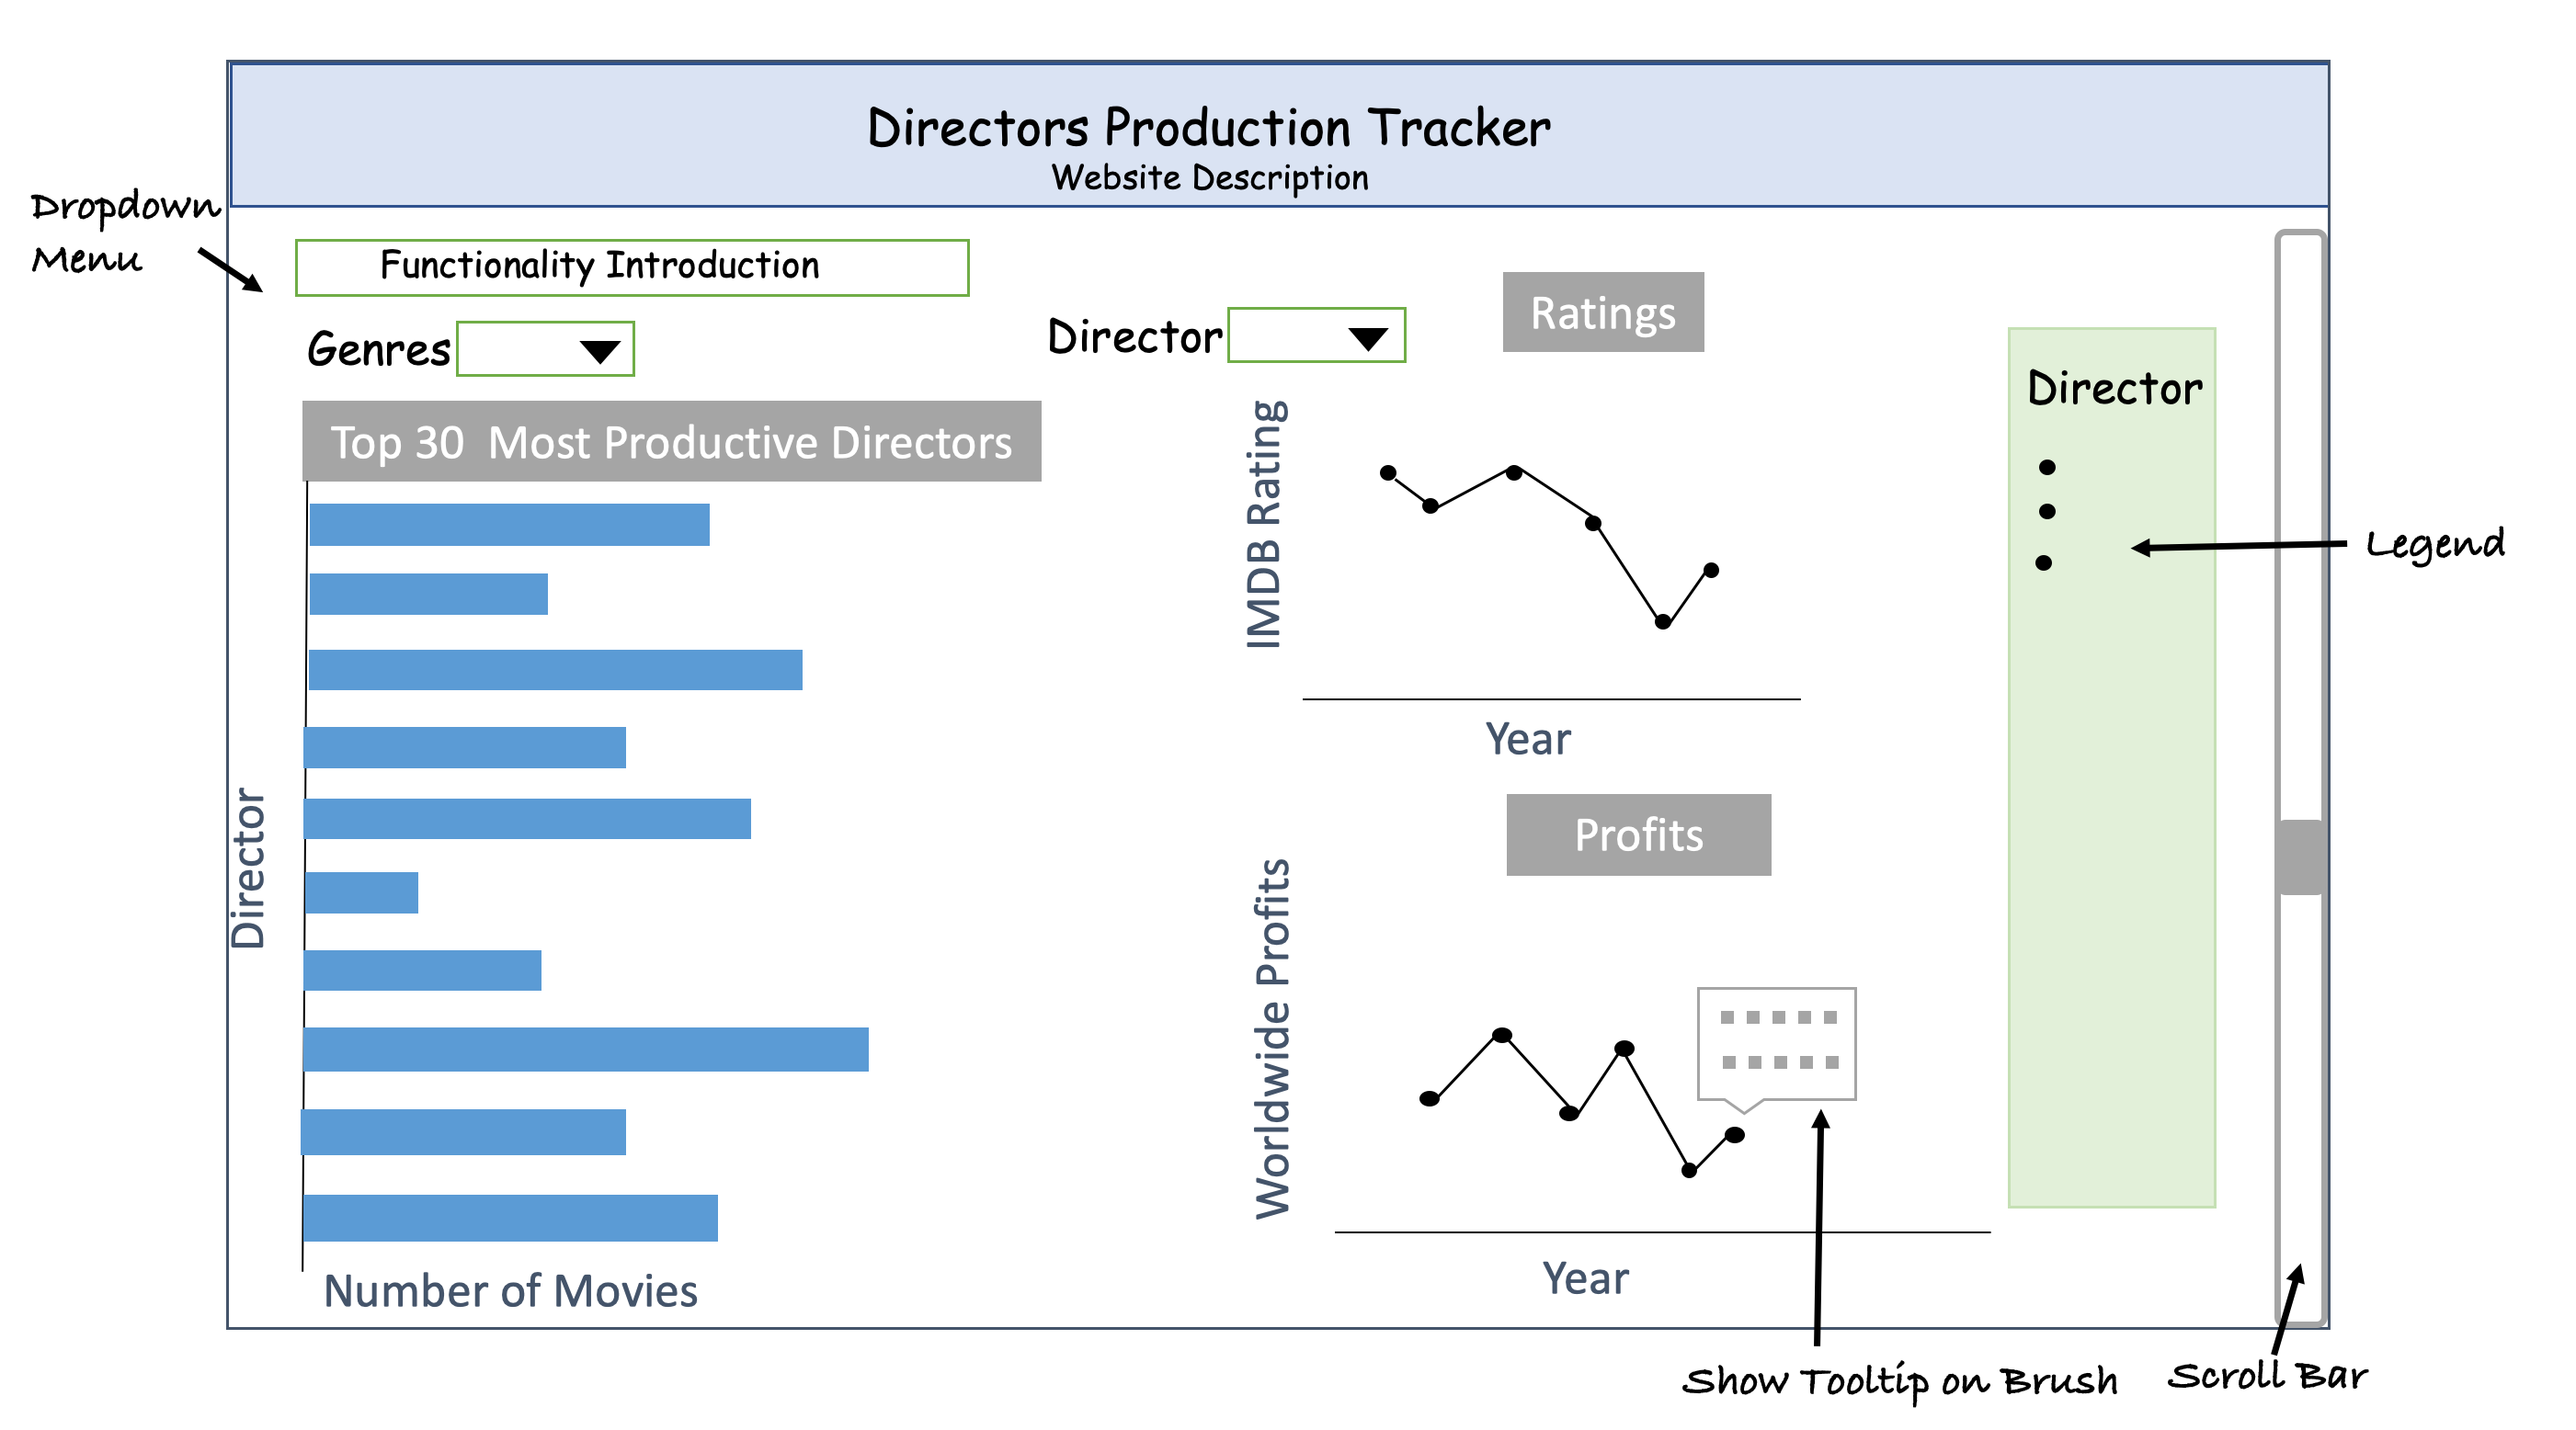 Directors Production Tracker
Website Description
Dropdown
Menu
Functionality Introduction
Genres
Director
Ratings
Top 30 Most Productive Directors
Director
Number of Movies
IMDB Rating
Year
Profits
Worldwide Profits
Year
Director
Legend
Show Tooltip on Brush
Scroll Bar